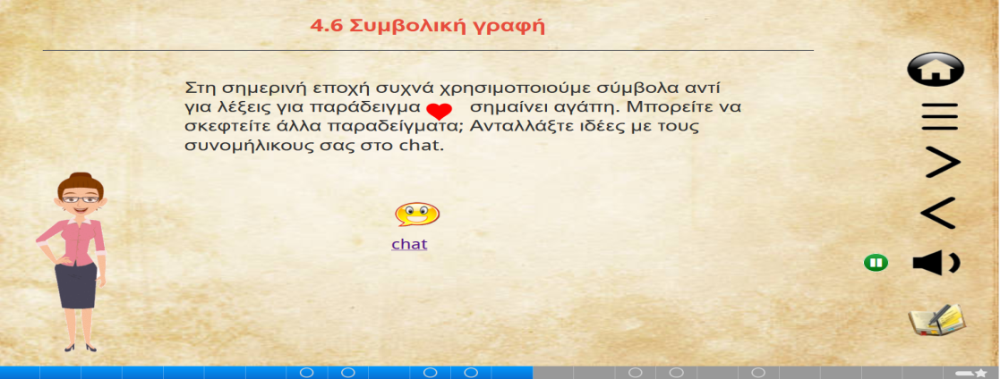 4.6 Συμβολική γραφή
Στη σημερινή εποχή συχνά χρησιμοποιούμε σύμβολα αντί
για λέξεις για παράδειγμα σημαίνει αγάπη. Μπορείτε να
σκεφτείτε άλλα παραδείγματα; Ανταλλάξτε ιδέες με τους
συνομήλικους σας στο chat.
chat